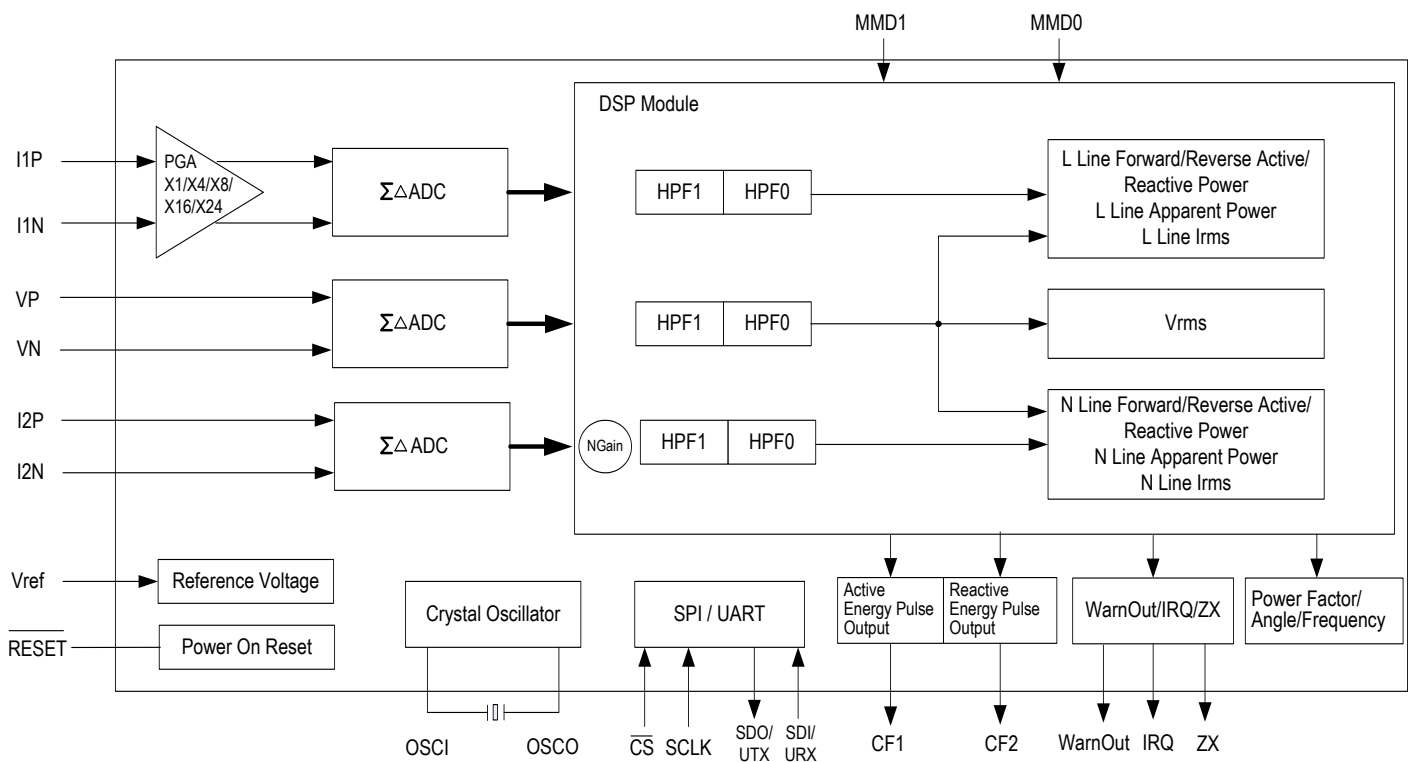 MMD1
MMD0
DSP Module
I1P
I1N
PGA
X1/X4/X8/
X16/X24
Σ△ADC
HPF1
HPF0
L Line Forward/Reverse Active/
Reactive Power
L Line Apparent Power
L Line Irms
VP
VN
Σ△ADC
HPF1
HPF0
Vrms
I2P
I2N
Σ△ADC
NGain
HPF1
HPF0
N Line Forward/Reverse Active/
Reactive Power
N Line Apparent Power
N Line Irms
Vref
Reference Voltage
RESET
Power On Reset
Crystal Oscillator
SPI / UART
Active
Energy Pulse
Output
Reactive
Energy Pulse
Output
WarnOut/IRQ/ZX
Power Factor/
Angle/Frequency
OSCI
OSCO
CS
SCLK
SDO/
UTX
SDI/
URX
CF1
CF2
WarnOut
IRQ
ZX